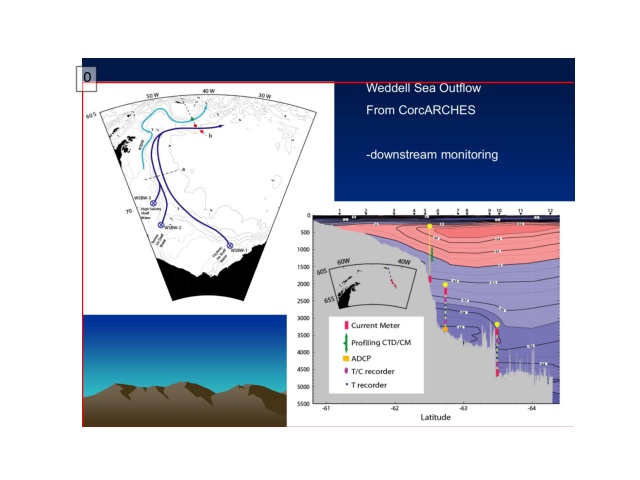 0
Weddell Sea Outflow
From CorcARCHES
-downstream monitoring
50 W
40 W
30 W
60 S
b
a
70
WSBW-3
High Salinity
Shelf
Water
WSBW-2
WSBW-1
1 2 3 4 5 6 7 8 9 10 11 12
0
500
1000
1500
2000
2500
3000
3500
4000
4500
5000
5500
60W
40W
60S
65S
Current Meter
Profiling CTD/CM
ADCP
T/C recorder
T recorder
-61
-62
-63
-64
Latitude